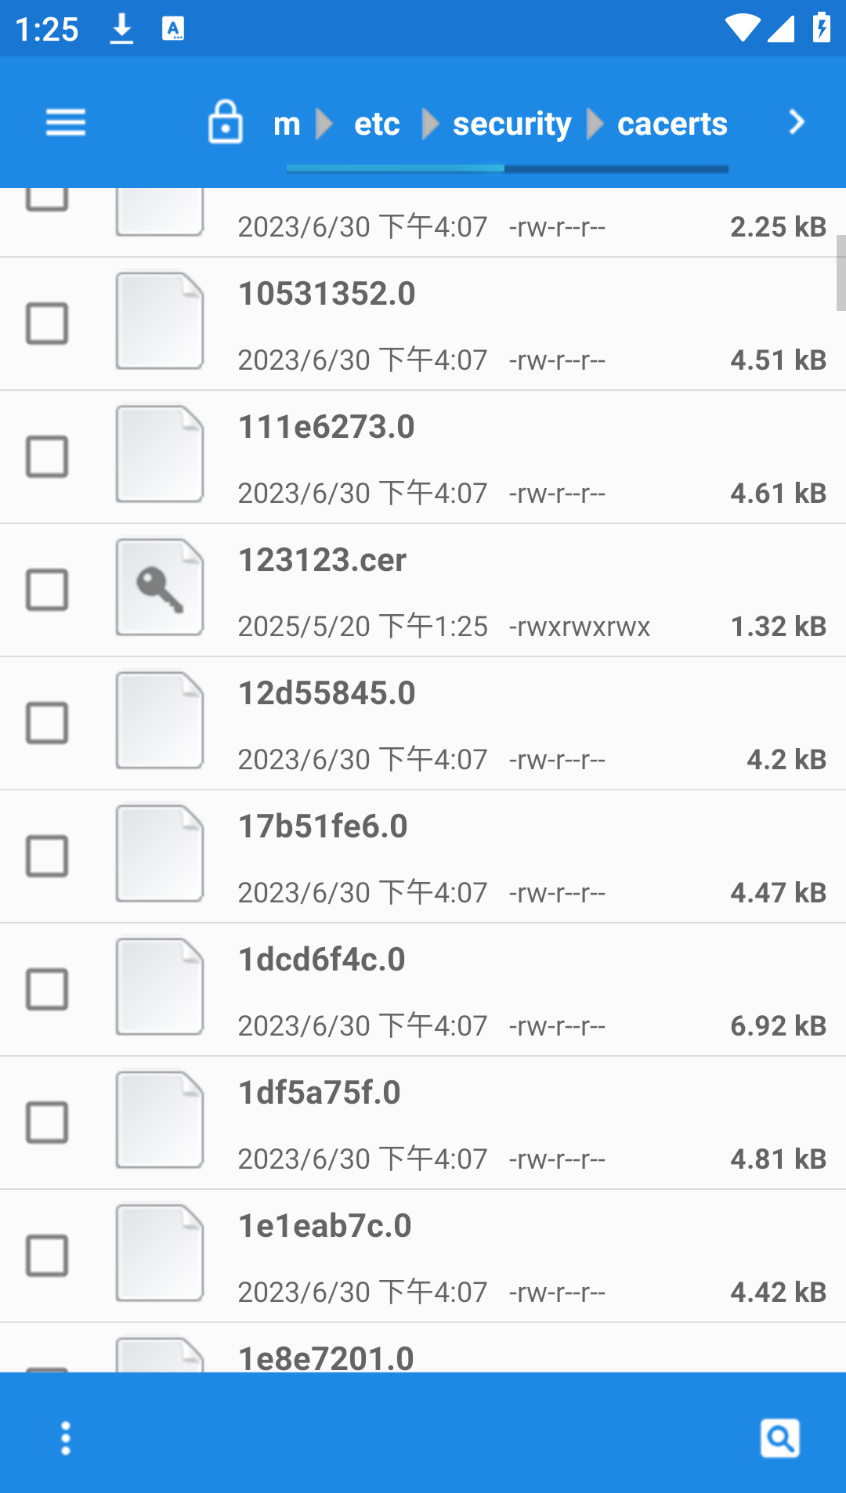 1:25
m etc security cacerts
2023/6/30 下午4:07 -rw-r--r-- 2.25 kB
10531352.0
2023/6/30 下午4:07 -rw-r--r-- 4.51 kB
111e6273.0
2023/6/30 下午4:07 -rw-r--r-- 4.61 kB
123123.cer
2025/5/20 下午1:25 -rwxrwxrwx 1.32 kB
12d55845.0
2023/6/30 下午4:07 -rw-r--r-- 4.2 kB
17b51fe6.0
2023/6/30 下午4:07 -rw-r--r-- 4.47 kB
1dcd6f4c.0
2023/6/30 下午4:07 -rw-r--r-- 6.92 kB
1df5a75f.0
2023/6/30 下午4:07 -rw-r--r-- 4.81 kB
1e1eab7c.0
2023/6/30 下午4:07 -rw-r--r-- 4.42 kB
1e8e7201.0